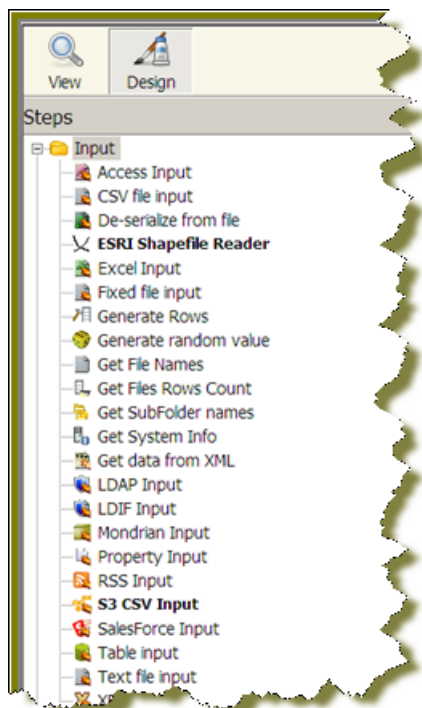 View Design
Steps
Input
Access Input
CSV file input
De-serialize from file
ESRI Shapefile Reader
Excel Input
Fixed file input
Generate Rows
Generate random value
Get File Names
Get Files Rows Count
Get SubFolder names
Get System Info
Get data from XML
LDAP Input
LDIF Input
Mondrian Input
Property Input
RSS Input
S3 CSV Input
SalesForce Input
Table input
Text file input